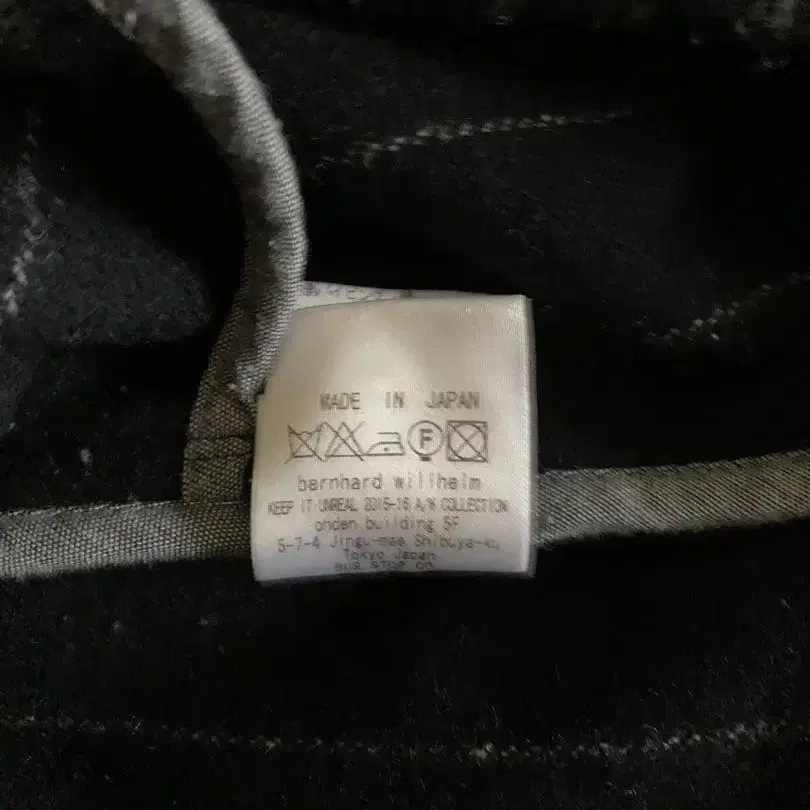 MADE IN JAPAN
F
bernhard willhelm
KEEP IT UNREAL 2015-16 A/W COLLECTION
onden building 5F
5-7-4 Jingu-mae Shibuya-ku
Tokyo Japan
BUS STOP CO